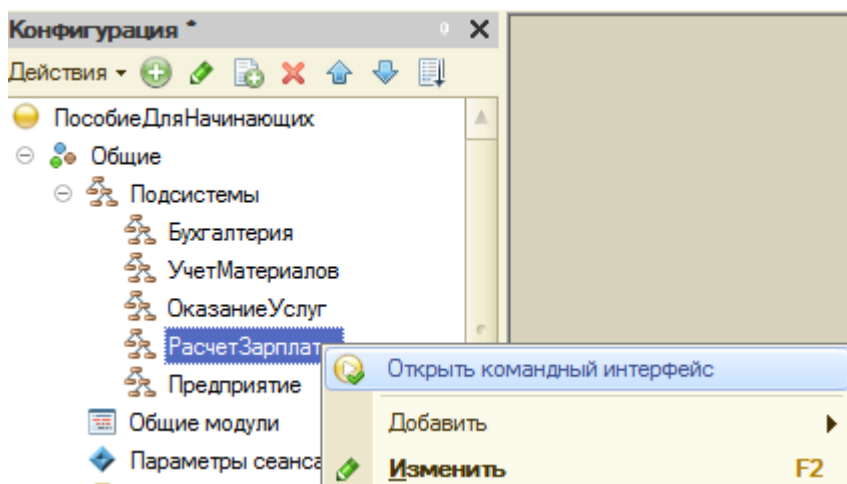 Конфигурация *
Действия
ПособиеДляНачинающих
Общие
Подсистемы
Бухгалтерия
УчетМатериалов
ОказаниеУслуг
РасчетЗарплат
Открыть командный интерфейс
Предприятие
Общие модули
Добавить
Параметры сеанса
Изменить F2